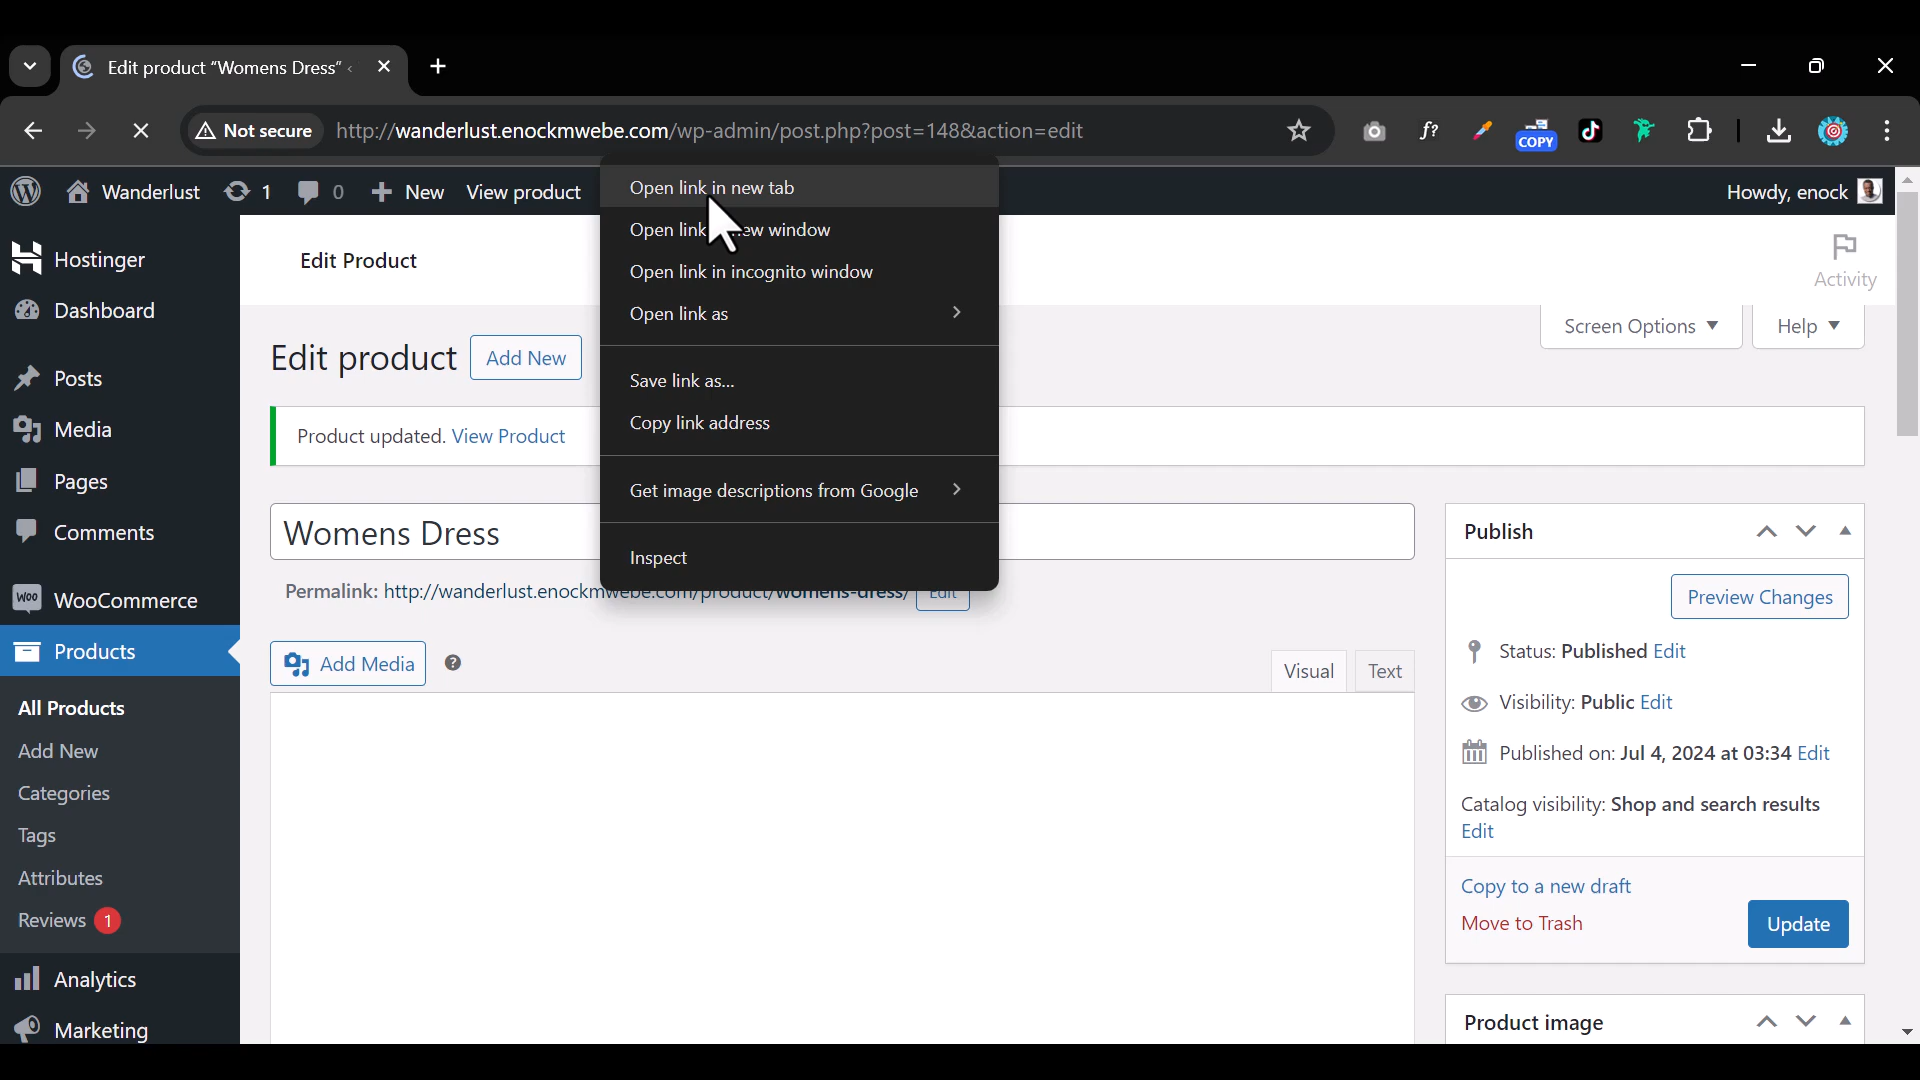 Edit product “Womens Dress” ‹
Not secure
http://wanderlust.enockmwebe.com/wp-admin/post.php?post=148&action=edit
f?
COPY
Wanderlust
1
0
New
View product
Howdy, enock
Open link in new tab
Open link
ew window
Open link in incognito window
Open link as
Save link as...
Copy link address
Get image descriptions from Google
Inspect
Hostinger
Dashboard
Posts
Media
Pages
Comments
WooCommerce
Products
All Products
Add New
Categories
Tags
Attributes
Reviews 1
Analytics
Marketing
Edit Product
Activity
Screen Options
Help
Edit product
Add New
Product updated. View Product
Womens Dress
Permalink: http://wanderlust.enockmwebe.com/product/womens-dress/
Edit
Add Media
Visual
Text
Publish
Preview Changes
Status: Published Edit
Visibility: Public Edit
Published on: Jul 4, 2024 at 03:34 Edit
Catalog visibility: Shop and search results
Edit
Copy to a new draft
Move to Trash
Update
Product image